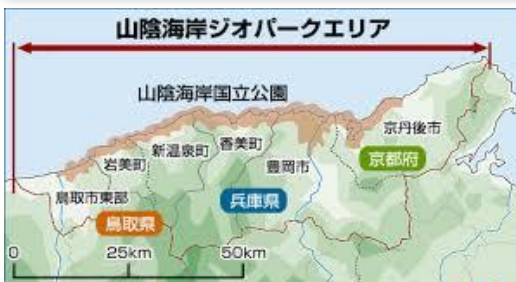 山陰海岸ジオパークエリア
山陰海岸国立公園
京丹後市
香美町
新温泉町
岩美町
豊岡市
京都府
鳥取市東部
兵庫県
鳥取県
0 25km 50km